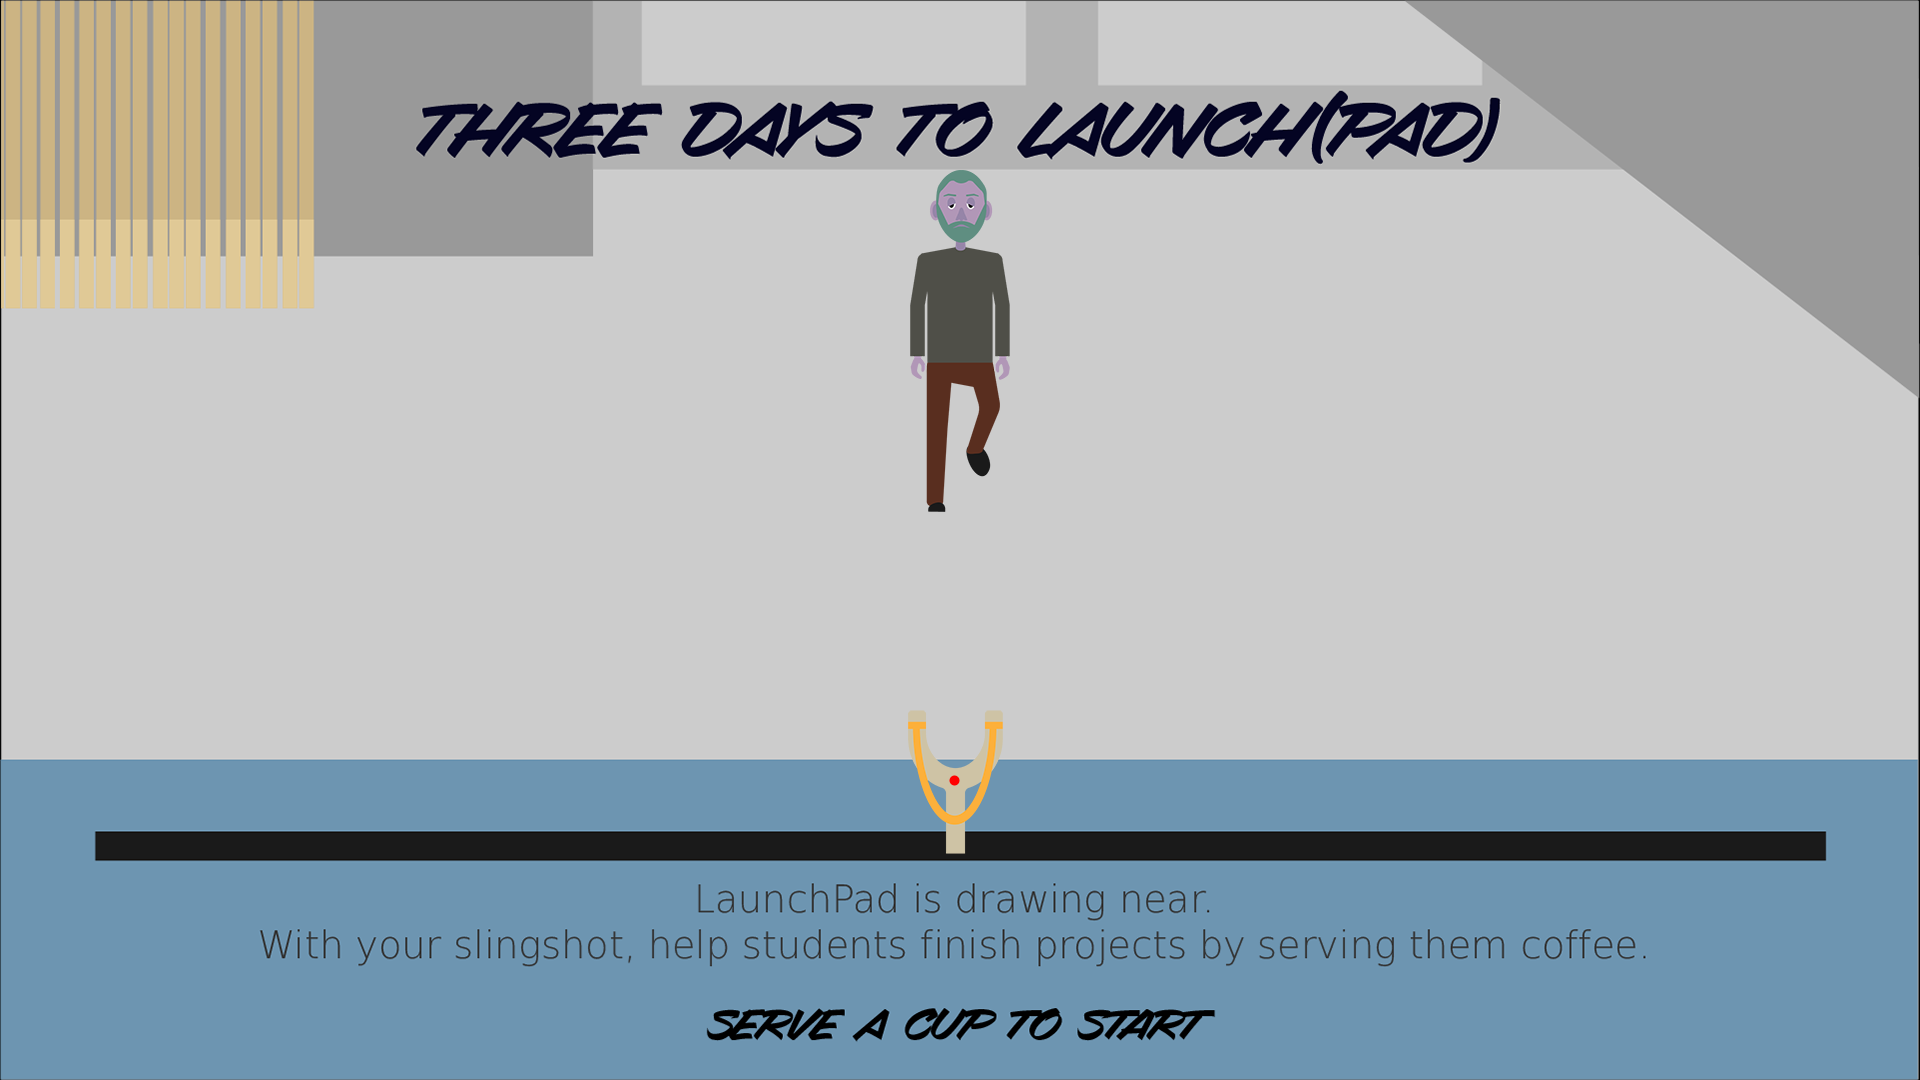 THREE DAYS TO LAUNCH(PAD)
LaunchPad is drawing near.
With your slingshot, help students finish projects by serving them coffee.
SERVE A CUP TO START